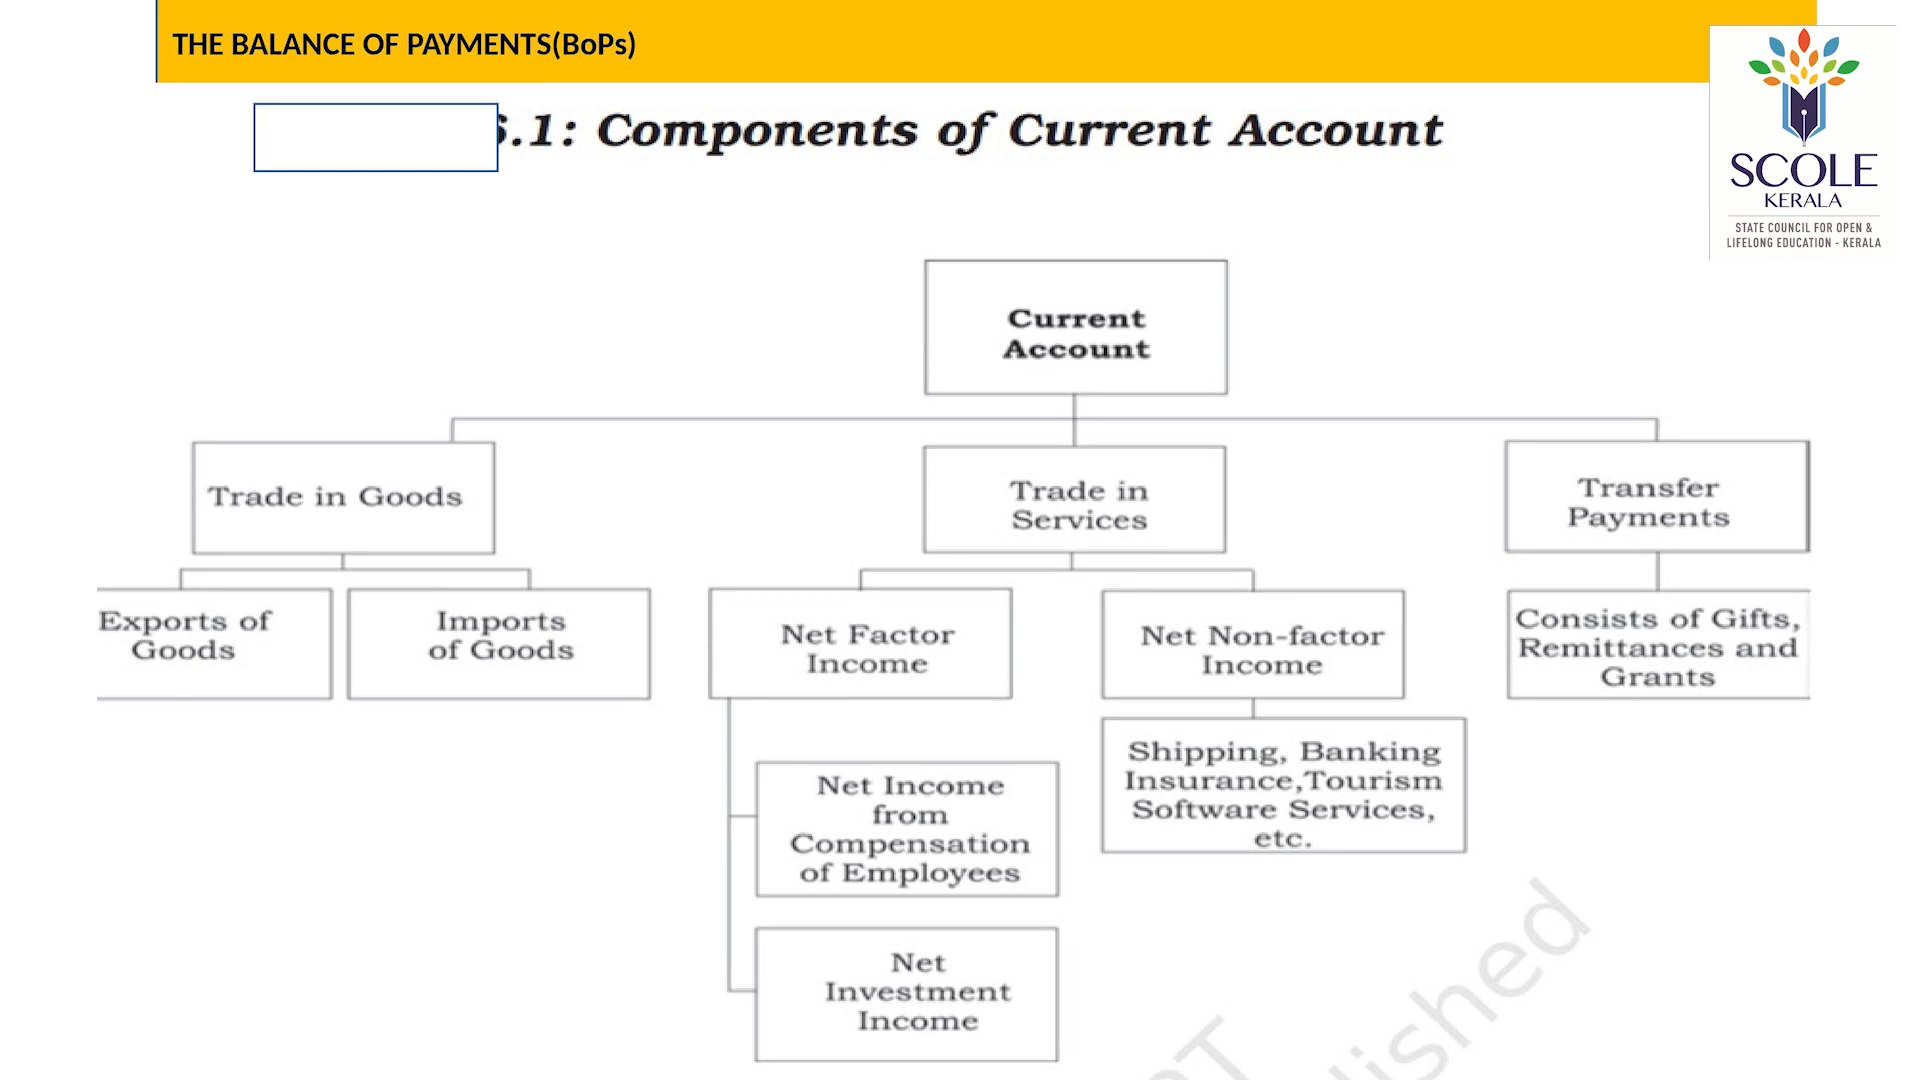 THE BALANCE OF PAYMENTS(BoPs)
.1: Components of Current Account
SCOLE
KERALA
STATE COUNCIL FOR OPEN &
LIFELONG EDUCATION - KERALA
Current
Account
Trade in Goods
Trade in
Services
Transfer
Payments
Exports of
Goods
Imports
of Goods
Net Factor
Income
Net Non-factor
Income
Consists of Gifts,
Remittances and
Grants
Shipping, Banking
Insurance,Tourism
Software Services,
etc.
Net Income
from
Compensation
of Employees
Net
Investment
Income